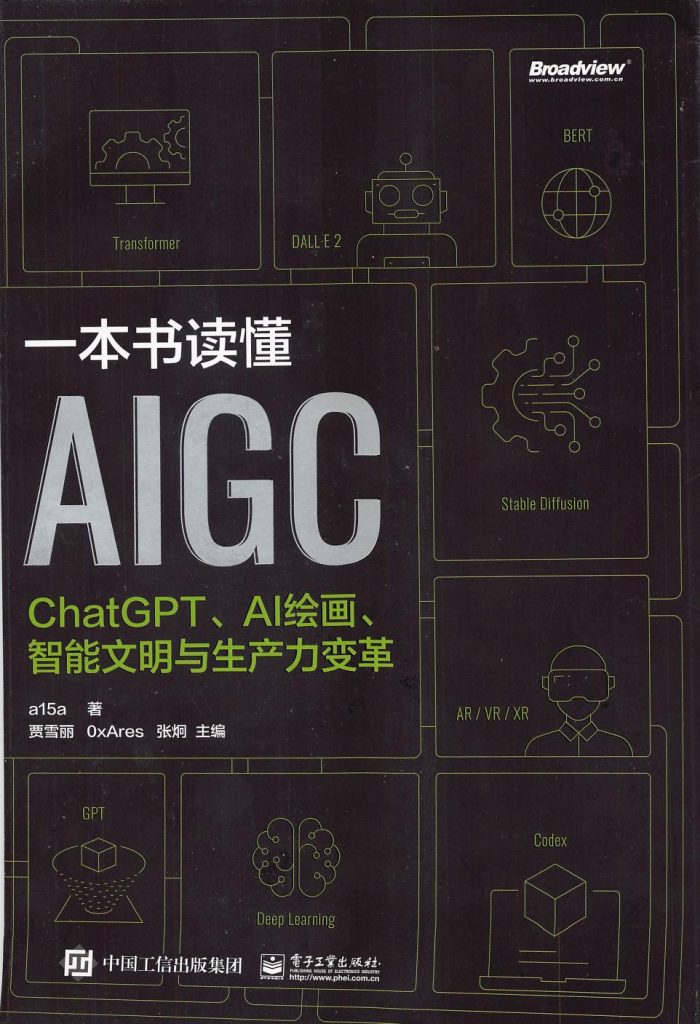 Broadview®
www.broadview.com.cn
BERT
Transformer
DALL·E 2
一本书读懂
AIGC
Stable Diffusion
ChatGPT、AI绘画、
智能文明与生产力变革
a15a 著
贾雪丽 0xAres 张炯 主编
AR / VR / XR
GPT
Deep Learning
Codex
中国工信出版集团
電子工業出版社·
PUBLISHING HOUSE OF ELECTRONICS INDUSTRY
http://www.phei.com.cn